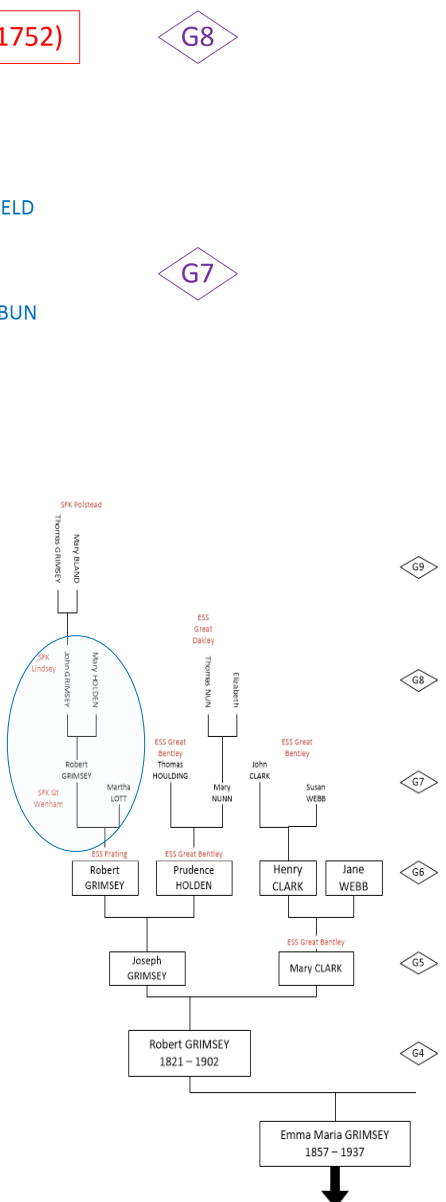 1752)
G8
ELD
G7
BUN
SFK Polstead
Thomas GRIMSEY
Mary BLAND
G9
ESS
Great
Oakley
SFK
Lindsey
John GRIMSEY
Mary HOLDEN
Thomas NUN
Elizabeth
G8
ESS Great
Bentley
Thomas
HOULDING
John
CLARK
ESS Great
Bentley
Robert
GRIMSEY
SFK Gt
Wenham
Martha
LOTT
Mary
NUNN
Susan
WEBB
G7
ESS Frating
ESS Great Bentley
Robert
GRIMSEY
Prudence
HOLDEN
Henry
CLARK
Jane
WEBB
G6
ESS Great Bentley
Joseph
GRIMSEY
Mary CLARK
G5
Robert GRIMSEY
1821 – 1902
G4
Emma Maria GRIMSEY
1857 – 1937